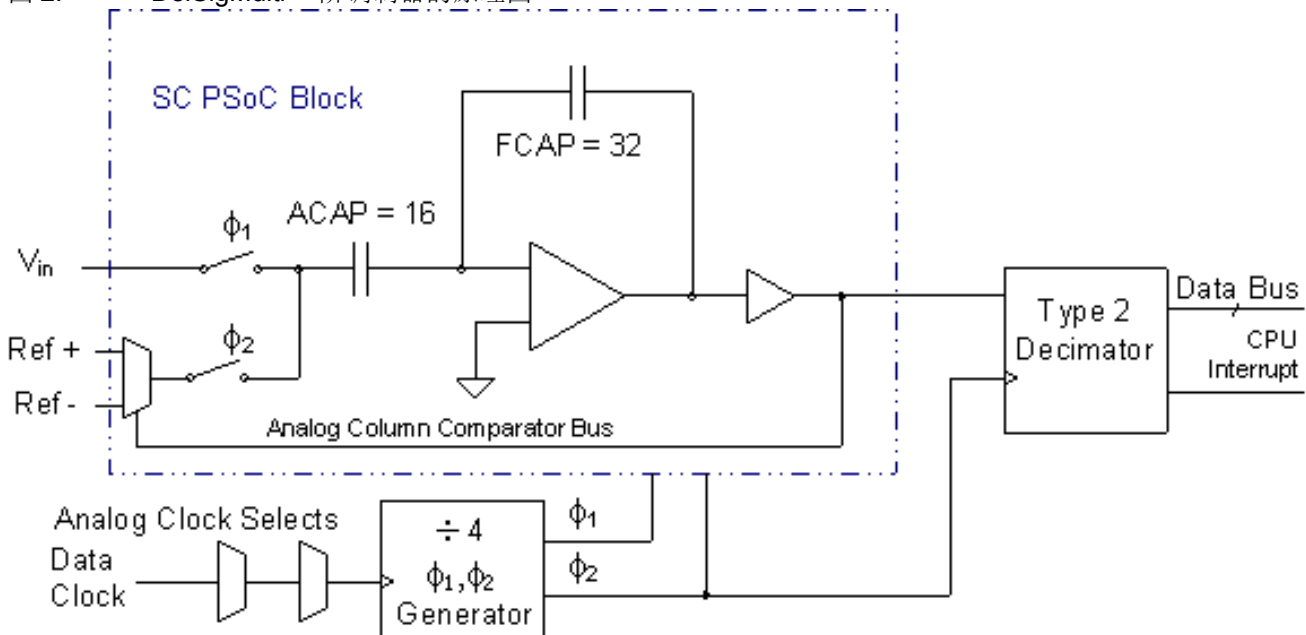 SC PSoC Block
FCAP = 32
ACAP = 16
ϕ1
Vin
ϕ2
Ref +
Ref -
Analog Column Comparator Bus
Type 2
Decimator
Data Bus
CPU
Interrupt
Analog Clock Selects
Data
Clock
÷ 4
ϕ1,ϕ2
Generator
ϕ1
ϕ2